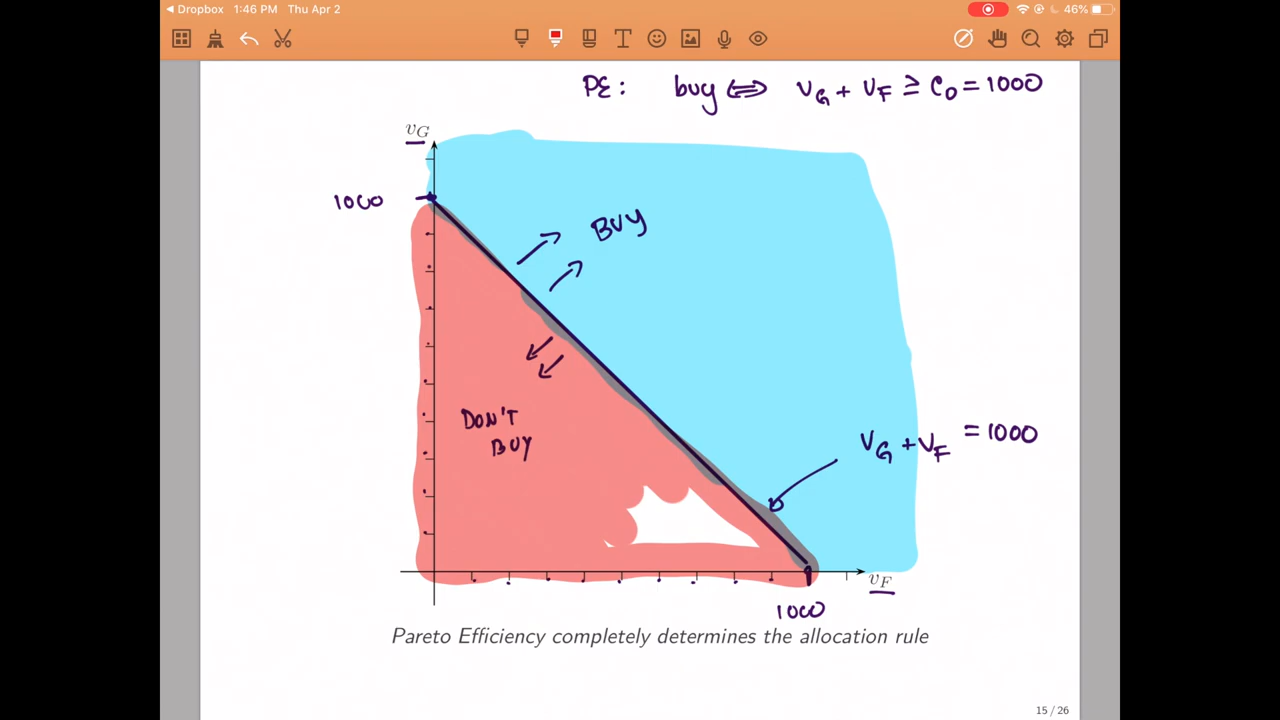 Dropbox 1:46 PM Thu Apr 2 46%
PE: buy ⟺ vG + vF ≥ C0 = 1000
vG
1000
BUY
DON'T
BUY
vG + vF = 1000
vF
1000
Pareto Efficiency completely determines the allocation rule
15 / 26